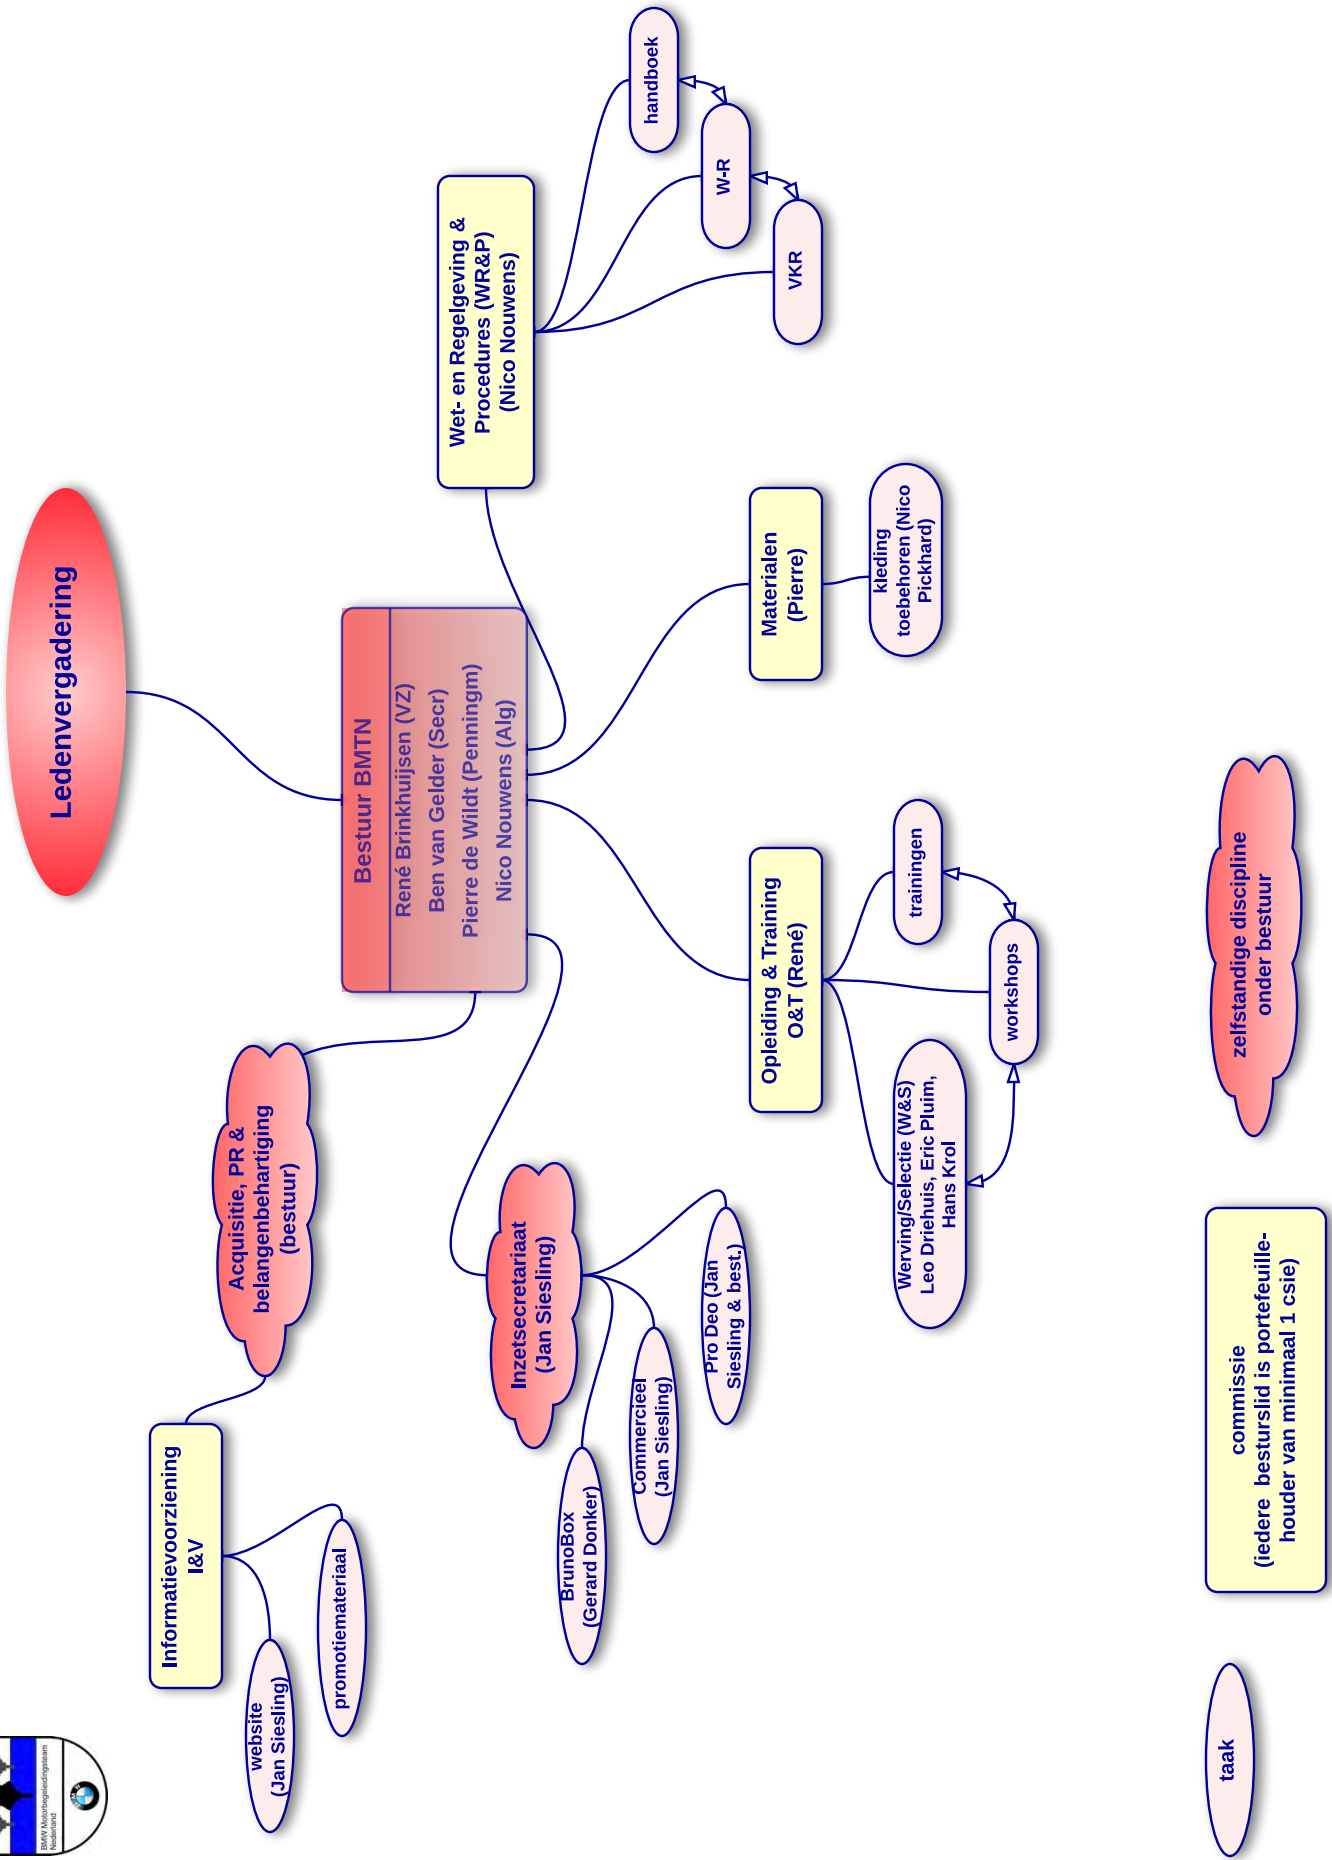 BMW Motorbegeleidingsteam
Nederland
Ledenvergadering
Bestuur BMTN
René Brinkhuijsen (VZ)
Ben van Gelder (Secr)
Pierre de Wildt (Penningm)
Nico Nouwens (Alg)
Informatievoorziening
I&V
website
(Jan Siesling)
promotiemateriaal
Acquisitie, PR &
belangenbehartiging
(bestuur)
Inzetsecretariaat
(Jan Siesling)
BrunoBox
(Gerard Donker)
Commercieel
(Jan Siesling)
Pro Deo (Jan
Siesling & best.)
Wet- en Regelgeving &
Procedures (WR&P)
(Nico Nouwens)
handboek
W-R
VKR
Opleiding & Training
O&T (René)
Werving/Selectie (W&S)
Leo Driehuis, Eric Pluim,
Hans Krol
workshops
trainingen
Materialen
(Pierre)
kleding
toebehoren (Nico
Pickhard)
taak
commissie
(iedere  besturslid is portefeuille-
houder van minimaal 1 csie)
zelfstandige discipline
onder bestuur